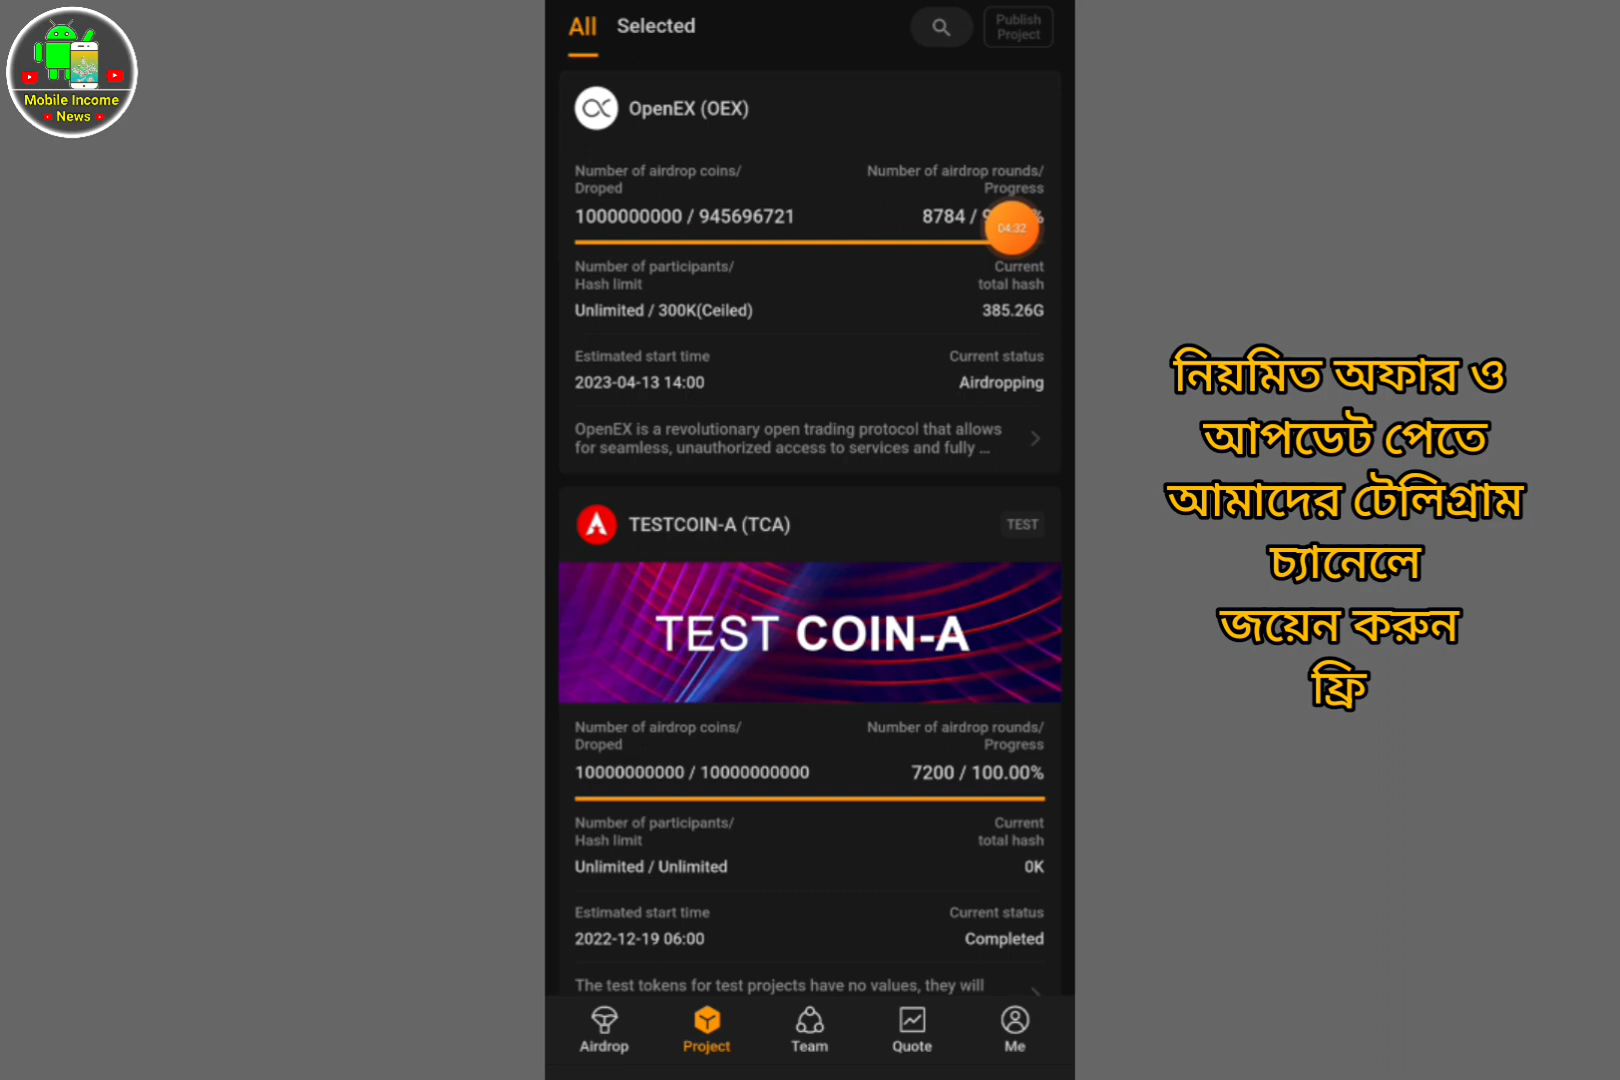 Mobile Income
News
All Selected
Publish
Project
OpenEX (OEX)
Number of airdrop coins/
Droped
Number of airdrop rounds/
Progress
1000000000 / 945696721
8784 /
04:32
Number of participants/
Hash limit
Current
total hash
Unlimited / 300K(Ceiled)
385.26G
Estimated start time
Current status
2023-04-13 14:00
Airdropping
OpenEX is a revolutionary open trading protocol that allows
for seamless, unauthorized access to services and fully ...
TESTCOIN-A (TCA)
TEST
TEST COIN-A
Number of airdrop coins/
Droped
Number of airdrop rounds/
Progress
10000000000 / 10000000000
7200 / 100.00%
Number of participants/
Hash limit
Current
total hash
Unlimited / Unlimited
0K
Estimated start time
Current status
2022-12-19 06:00
Completed
The test tokens for test projects have no values, they will
Airdrop
Project
Team
Quote
Me
নিয়মিত অফার ও
আপডেট পেতে
আমাদের টেলিগ্রাম
চ্যানেলে
জয়েন করুন
ফ্রি